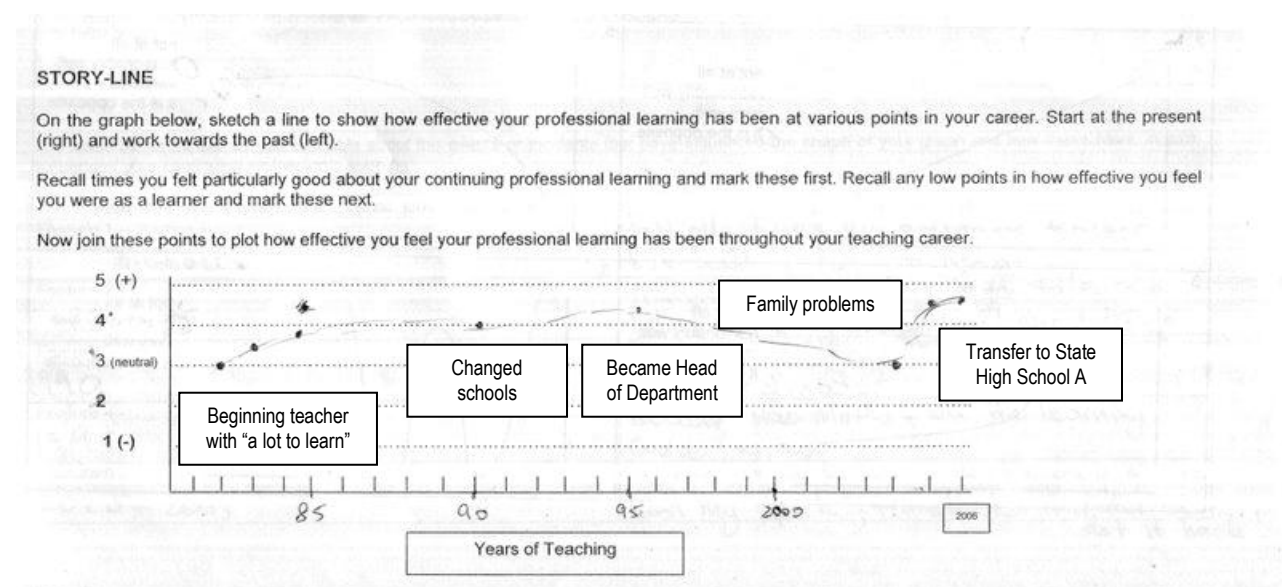 STORY-LINE
On the graph below, sketch a line to show how effective your professional learning has been at various points in your career. Start at the present
(right) and work towards the past (left).
Recall times you felt particularly good about your continuing professional learning and mark these first. Recall any low points in how effective you feel
you were as a learner and mark these next.
Now join these points to plot how effective you feel your professional learning has been throughout your teaching career.
5 (+)
4
3 (neutral)
2
1 (-)
Family problems
Changed
schools
Became Head
of Department
Transfer to State
High School A
Beginning teacher
with “a lot to learn”
85
90
95
2000
2006
Years of Teaching